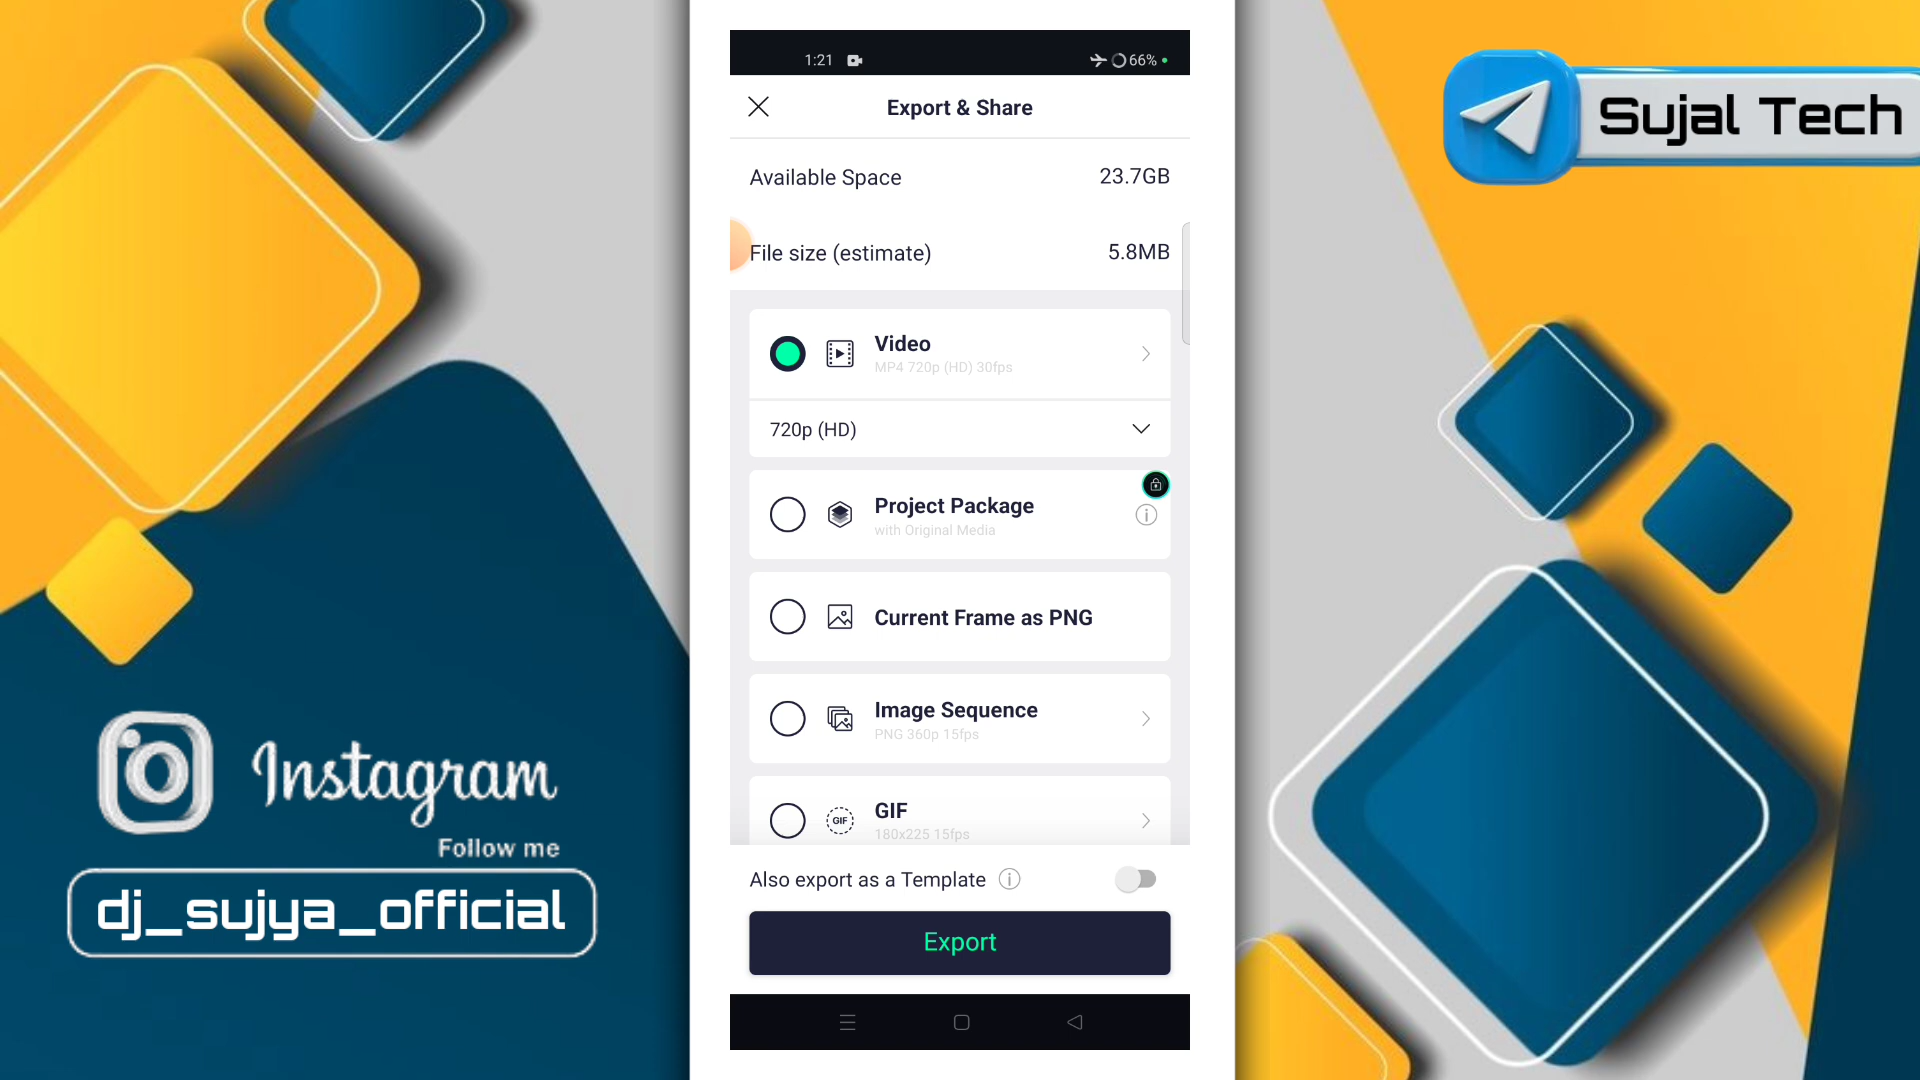 1:21
66%
Export & Share
Available Space 23.7GB
File size (estimate) 5.8MB
Video
MP4 720p (HD) 30fps
720p (HD)
Project Package
with Original Media
Current Frame as PNG
Image Sequence
PNG 360p 15fps
GIF
GIF
180x225 15fps
Also export as a Template
Export
Sujal Tech
Instagram
Follow me
dj_sujya_official